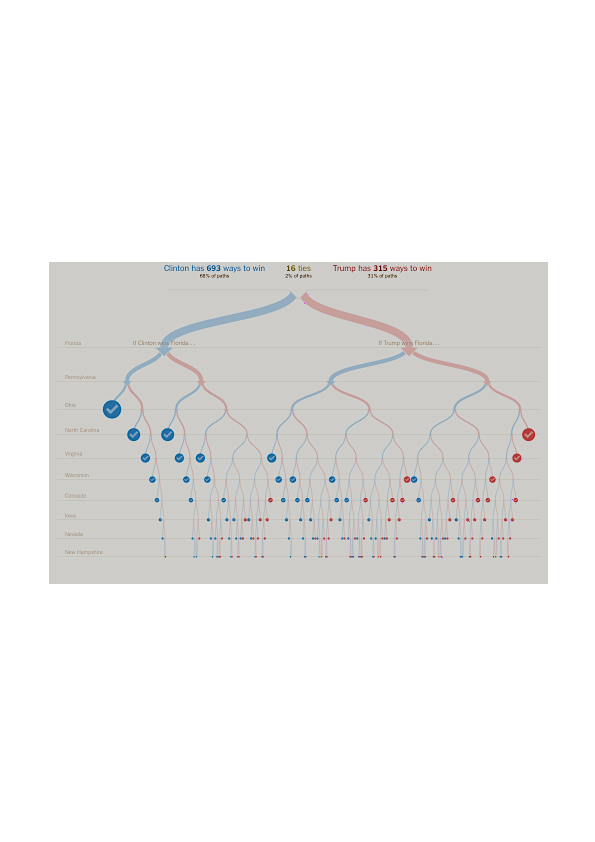 Clinton has 693 ways to win
68% of paths
16 ties
2% of paths
Trump has 315 ways to win
31% of paths
If Clinton wins Florida...
If Trump wins Florida...
Florida
Pennsylvania
Ohio
North Carolina
Virginia
Wisconsin
Colorado
Iowa
Nevada
New Hampshire